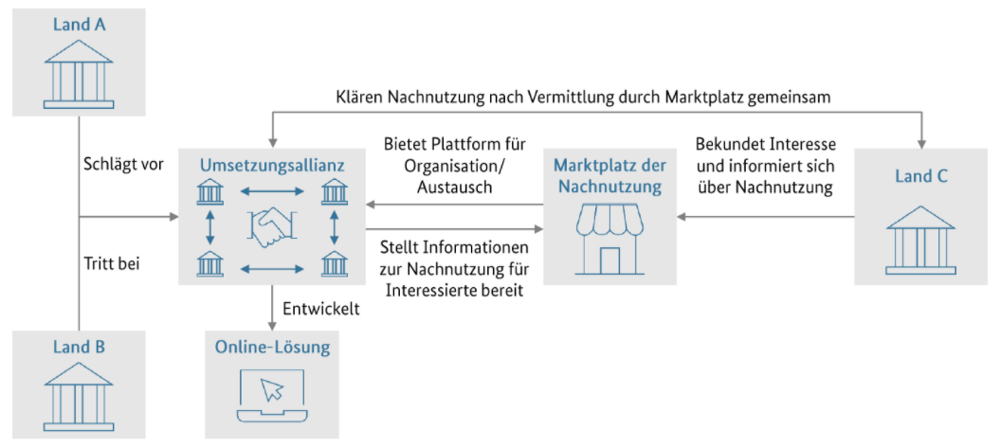 Land A
Klären Nachnutzung nach Vermittlung durch Marktplatz gemeinsam
Schlägt vor
Umsetzungsallianz
Bietet Plattform für
Organisation/
Austausch
Marktplatz der
Nachnutzung
Bekundet Interesse
und informiert sich
über Nachnutzung
Land C
Tritt bei
Stellt Informationen
zur Nachnutzung für
Interessierte bereit
Entwickelt
Land B
Online-Lösung